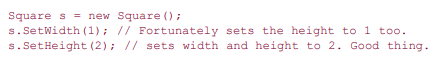 Square s = new Square();
s.SetWidth(1); // Fortunately sets the height to 1 too.
s.SetHeight(2); // sets width and height to 2. Good thing.